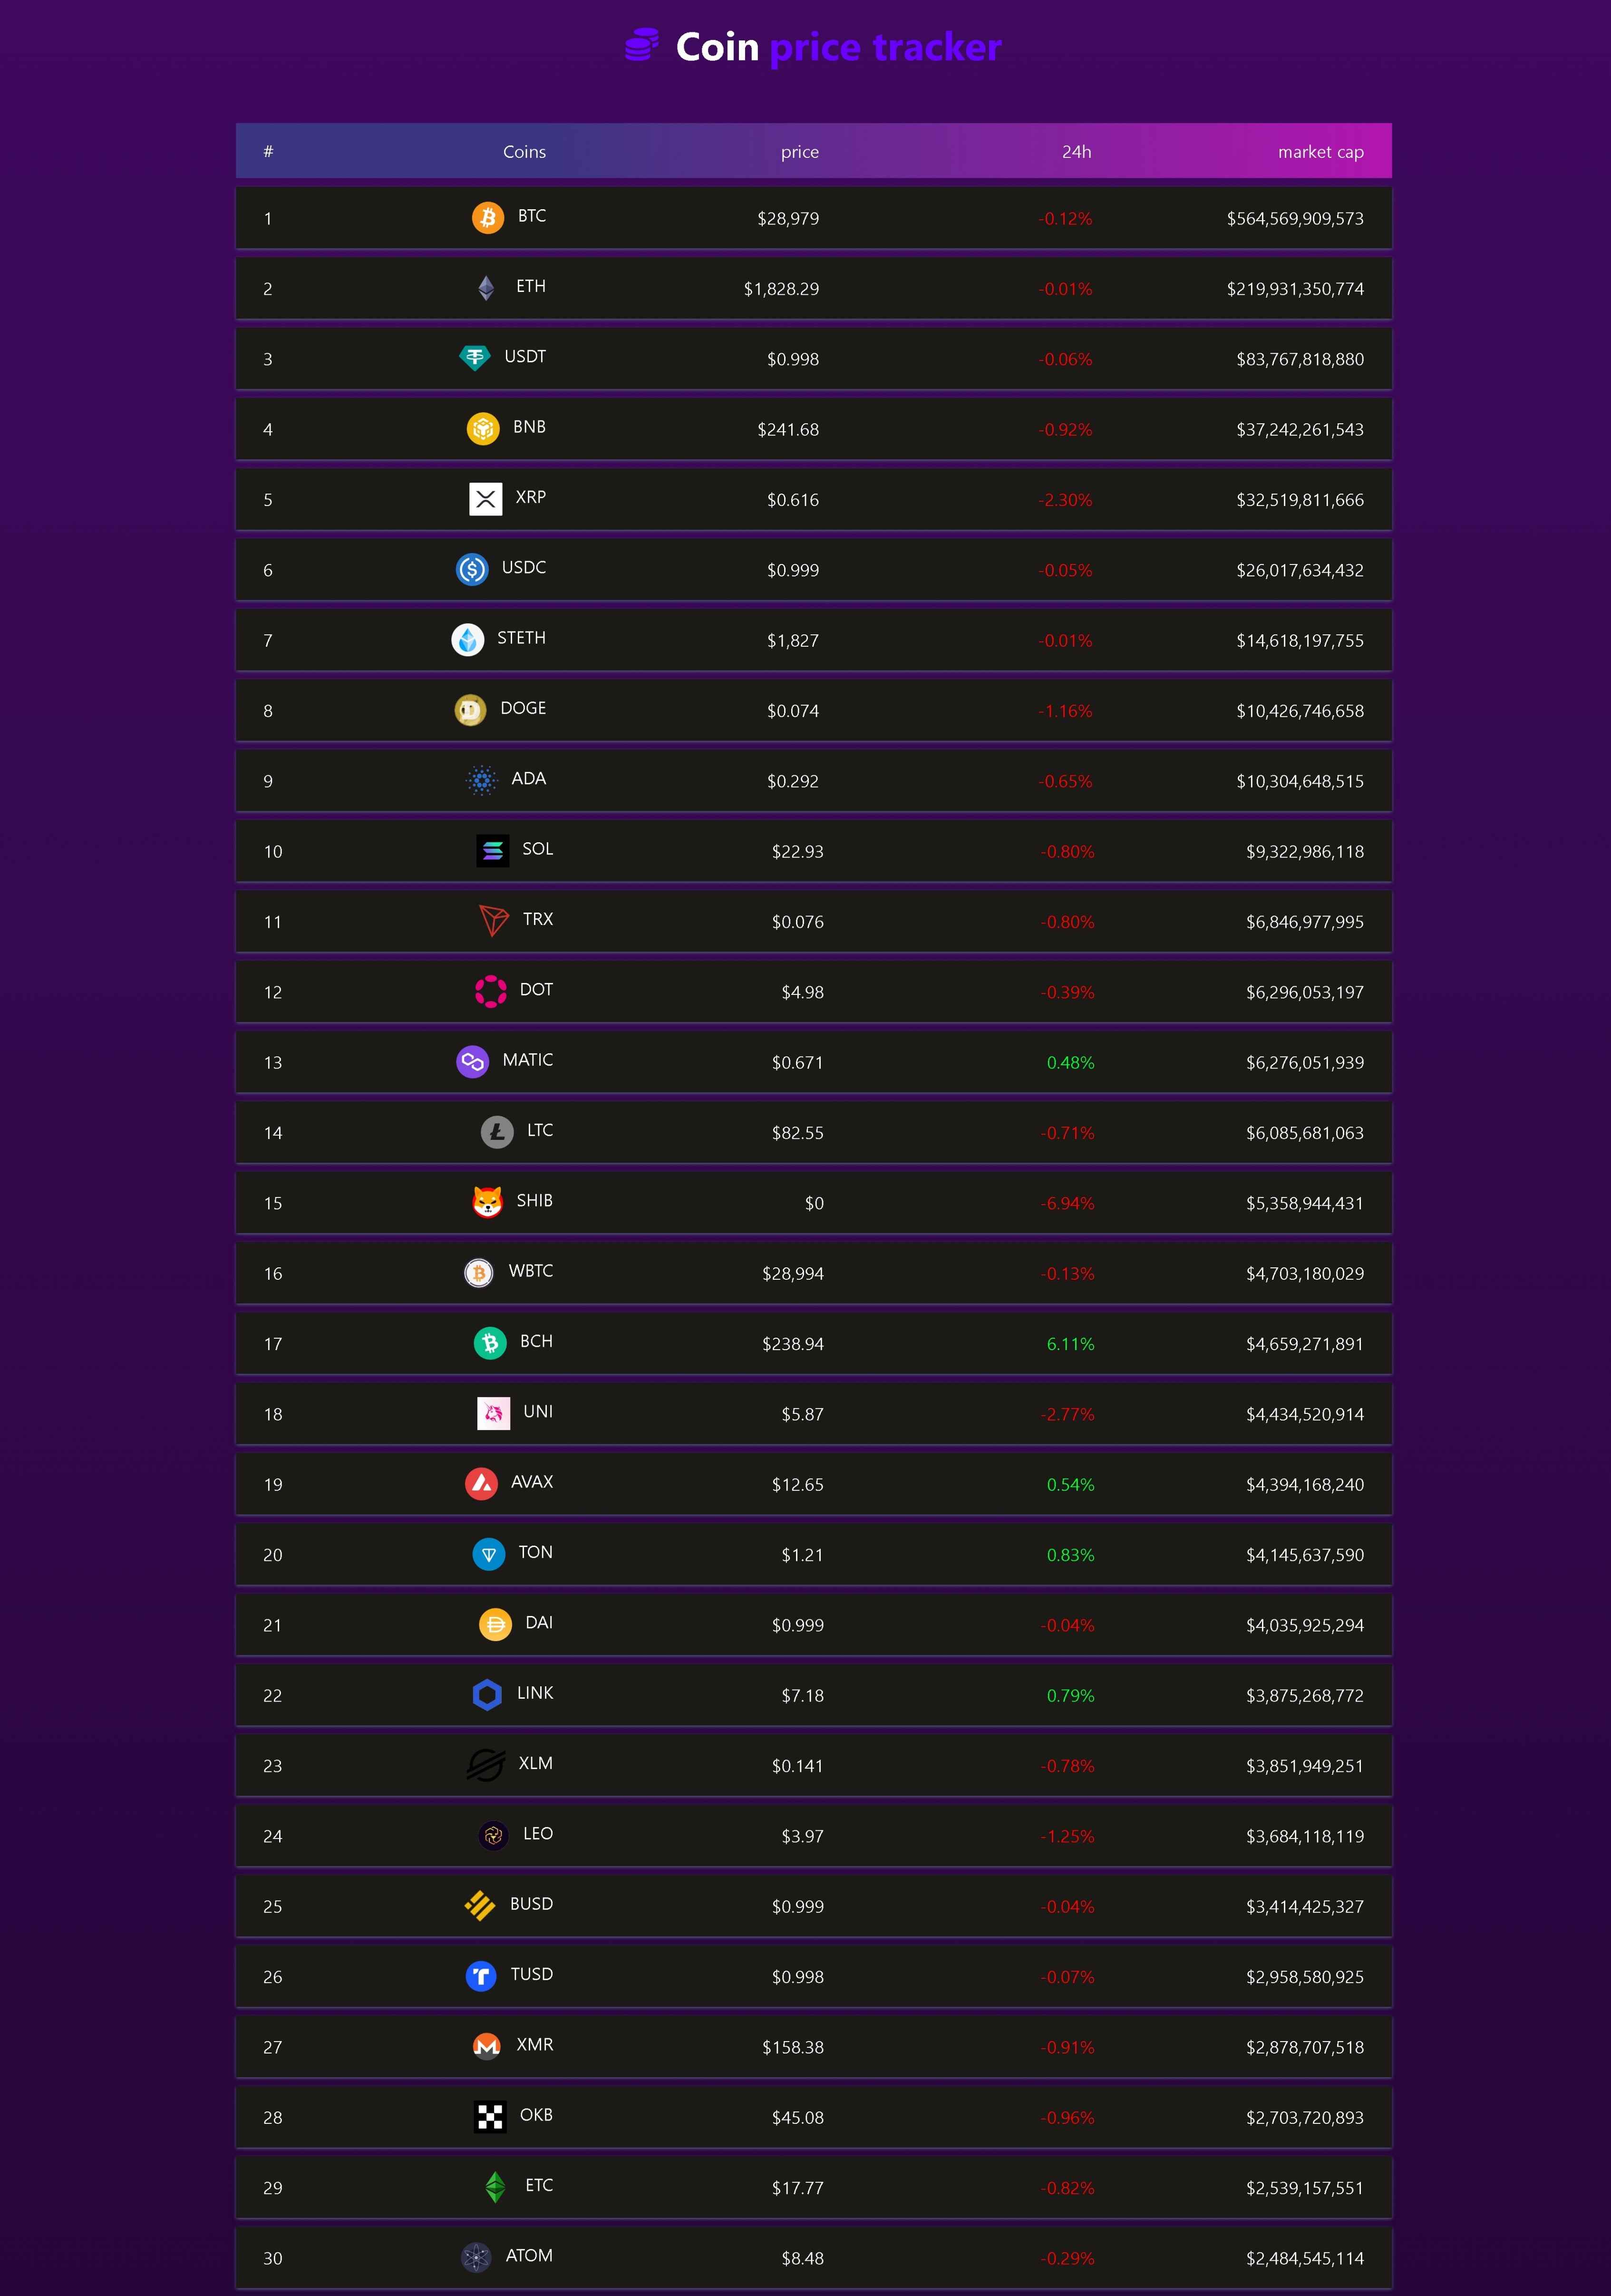 Coin price tracker
# Coins price 24h market cap
1 BTC $28,979 -0.12% $564,569,909,573
2 ETH $1,828.29 -0.01% $219,931,350,774
3 USDT $0.998 -0.06% $83,767,818,880
4 BNB $241.68 -0.92% $37,242,261,543
5 XRP $0.616 -2.30% $32,519,811,666
6 USDC $0.999 -0.05% $26,017,634,432
7 STETH $1,827 -0.01% $14,618,197,755
8 DOGE $0.074 -1.16% $10,426,746,658
9 ADA $0.292 -0.65% $10,304,648,515
10 SOL $22.93 -0.80% $9,322,986,118
11 TRX $0.076 -0.80% $6,846,977,995
12 DOT $4.98 -0.39% $6,296,053,197
13 MATIC $0.671 0.48% $6,276,051,939
14 LTC $82.55 -0.71% $6,085,681,063
15 SHIB $0 -6.94% $5,358,944,431
16 WBTC $28,994 -0.13% $4,703,180,029
17 BCH $238.94 6.11% $4,659,271,891
18 UNI $5.87 -2.77% $4,434,520,914
19 AVAX $12.65 0.54% $4,394,168,240
20 TON $1.21 0.83% $4,145,637,590
21 DAI $0.999 -0.04% $4,035,925,294
22 LINK $7.18 0.79% $3,875,268,772
23 XLM $0.141 -0.78% $3,851,949,251
24 LEO $3.97 -1.25% $3,684,118,119
25 BUSD $0.999 -0.04% $3,414,425,327
26 TUSD $0.998 -0.07% $2,958,580,925
27 XMR $158.38 -0.91% $2,878,707,518
28 OKB $45.08 -0.96% $2,703,720,893
29 ETC $17.77 -0.82% $2,539,157,551
30 ATOM $8.48 -0.29% $2,484,545,114